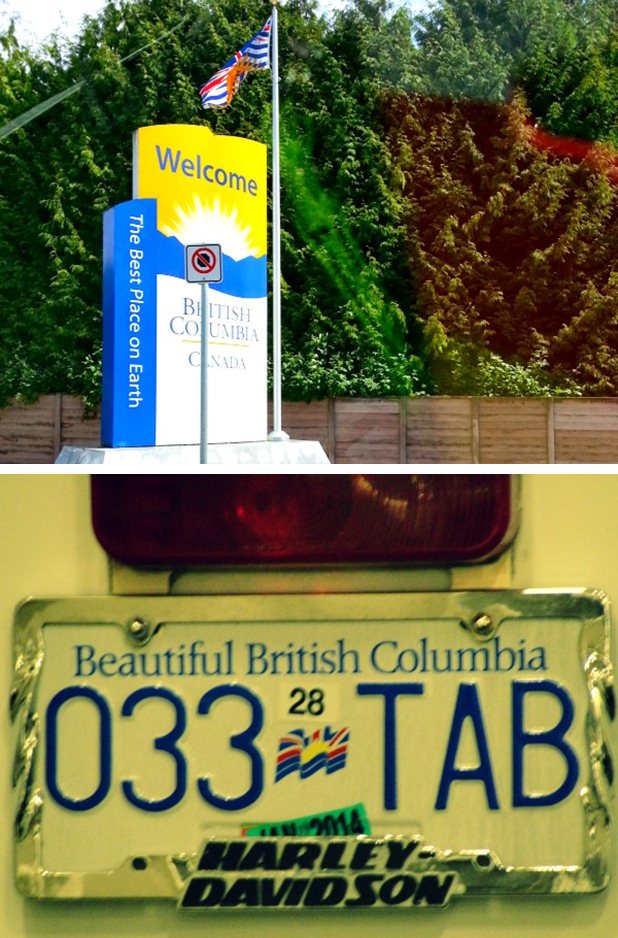 Welcome
The Best Place on Earth
BRITISH
COLUMBIA
CANADA
Beautiful British Columbia
033 28 TAB
JAN 2014
HARLEY-
DAVIDSON